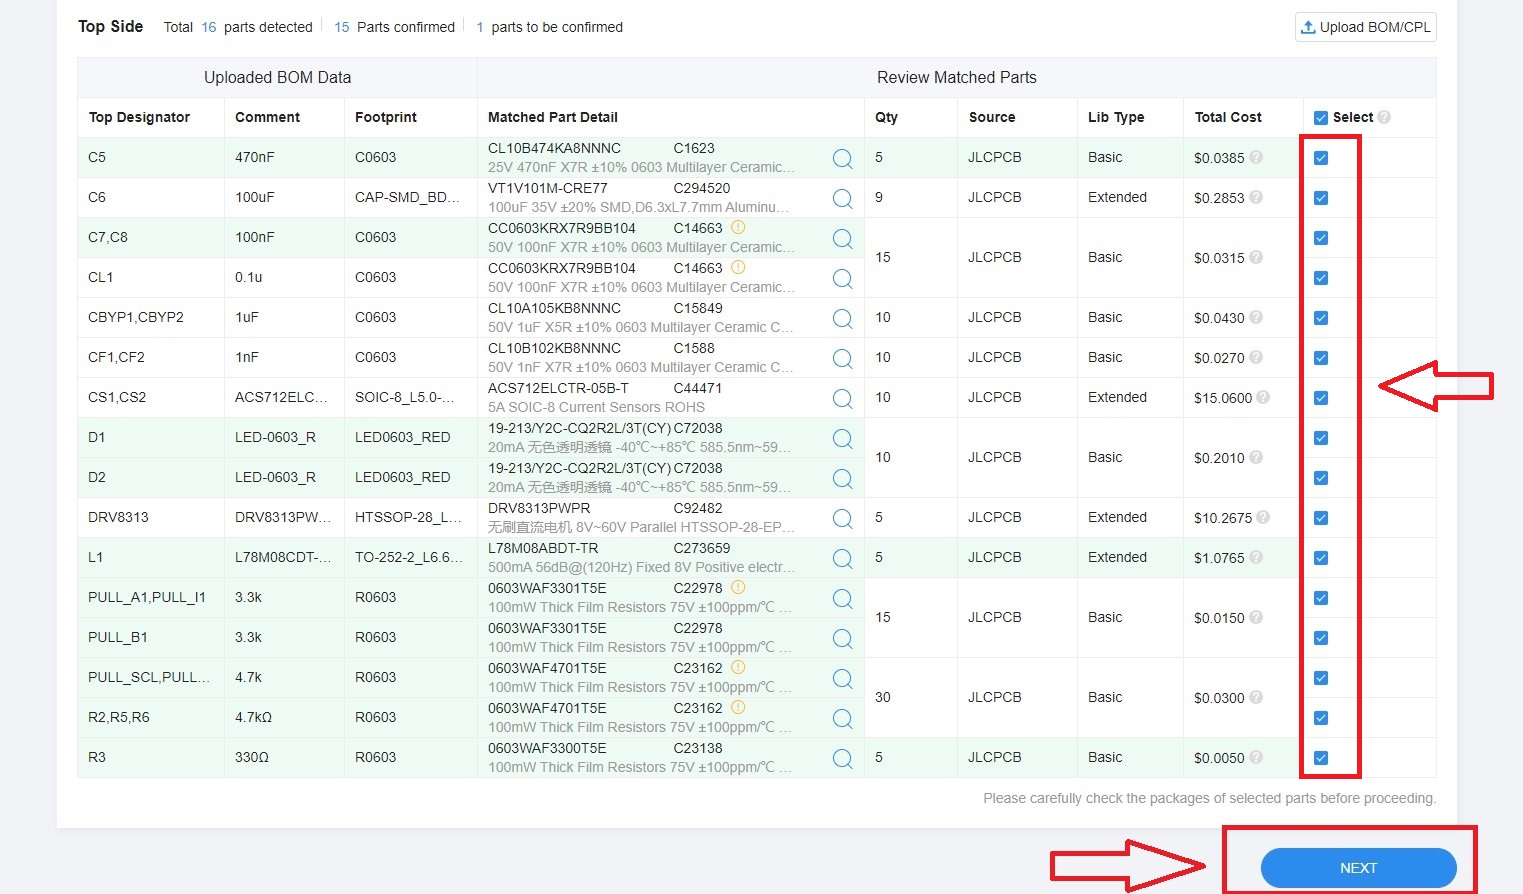 Top Side Total 16 parts detected 15 Parts confirmed 1 parts to be confirmed Upload BOM/CPL
Uploaded BOM Data Review Matched Parts
Top Designator Comment Footprint Matched Part Detail Qty Source Lib Type Total Cost Select
C5 470nF C0603 CL10B474KA8NNNC C1623 5 JLCPCB Basic $0.0385
25V 470nF X7R ±10% 0603 Multilayer Ceramic...
C6 100uF CAP-SMD_BD... VT1V101M-CRE77 C294520 9 JLCPCB Extended $0.2853
100uF 35V ±20% SMD,D6.3xL7.7mm Aluminu...
C7,C8 100nF C0603 CC0603KRX7R9BB104 C14663
50V 100nF X7R ±10% 0603 Multilayer Ceramic...
15 JLCPCB Basic $0.0315
CL1 0.1u C0603 CC0603KRX7R9BB104 C14663
50V 100nF X7R ±10% 0603 Multilayer Ceramic...
CBYP1,CBYP2 1uF C0603 CL10A105KB8NNNC C15849 10 JLCPCB Basic $0.0430
50V 1uF X5R ±10% 0603 Multilayer Ceramic C...
CF1,CF2 1nF C0603 CL10B102KB8NNNC C1588 10 JLCPCB Basic $0.0270
50V 1nF X7R ±10% 0603 Multilayer Ceramic C...
CS1,CS2 ACS712ELC... SOIC-8_L5.0-... ACS712ELCTR-05B-T C44471 10 JLCPCB Extended $15.0600
5A SOIC-8 Current Sensors ROHS
D1 LED-0603_R LED0603_RED 19-213/Y2C-CQ2R2L/3T(CY) C72038
20mA 无色透明透镜 -40℃~+85℃ 585.5nm~59...
10 JLCPCB Basic $0.2010
D2 LED-0603_R LED0603_RED 19-213/Y2C-CQ2R2L/3T(CY) C72038
20mA 无色透明透镜 -40℃~+85℃ 585.5nm~59...
DRV8313 DRV8313PW... HTSSOP-28_L... DRV8313PWPR C92482 5 JLCPCB Extended $10.2675
无刷直流电机 8V~60V Parallel HTSSOP-28-EP...
L1 L78M08CDT-... TO-252-2_L6.6... L78M08ABDT-TR C273659 5 JLCPCB Extended $1.0765
500mA 56dB@(120Hz) Fixed 8V Positive electr...
PULL_A1,PULL_I1 3.3k R0603 0603WAF3301T5E C22978
100mW Thick Film Resistors 75V ±100ppm/℃ ...
15 JLCPCB Basic $0.0150
PULL_B1 3.3k R0603 0603WAF3301T5E C22978
100mW Thick Film Resistors 75V ±100ppm/℃ ...
PULL_SCL,PULL... 4.7k R0603 0603WAF4701T5E C23162
100mW Thick Film Resistors 75V ±100ppm/℃ ...
30 JLCPCB Basic $0.0300
R2,R5,R6 4.7kΩ R0603 0603WAF4701T5E C23162
100mW Thick Film Resistors 75V ±100ppm/℃ ...
R3 330Ω R0603 0603WAF3300T5E C23138 5 JLCPCB Basic $0.0050
100mW Thick Film Resistors 75V ±100ppm/℃ ...
Please carefully check the packages of selected parts before proceeding.
NEXT